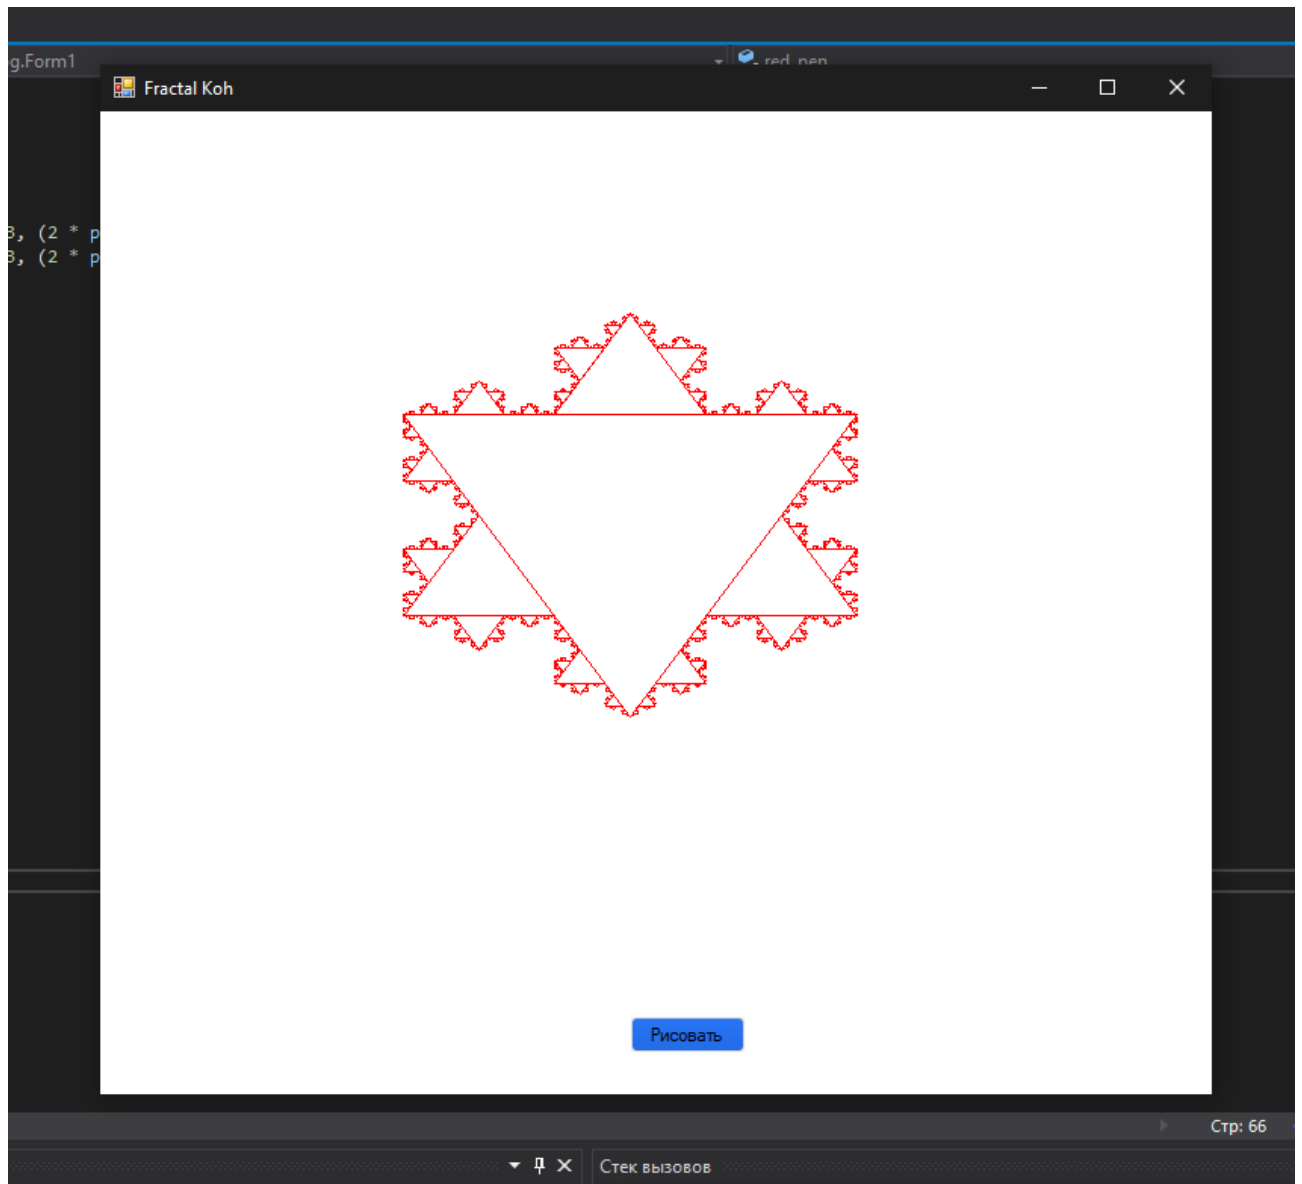 g.Form1
red_pen
Fractal Koh
3, (2 * p
3, (2 * p
Рисовать
Стр: 66
Стек вызовов